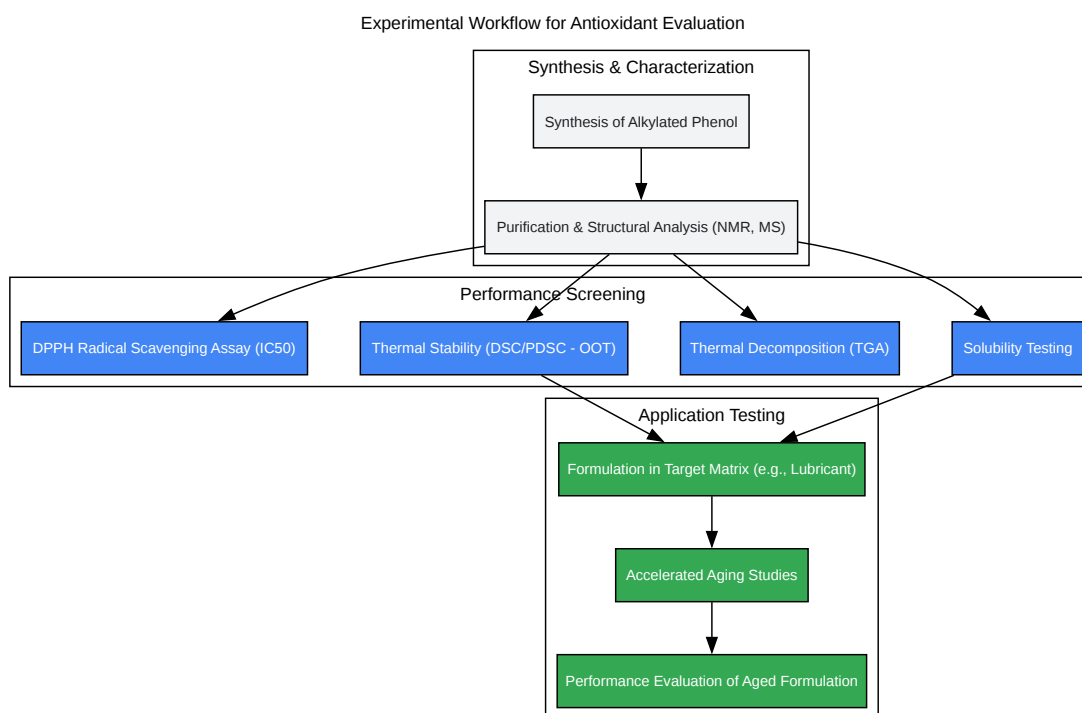 Experimental Workflow for Antioxidant Evaluation
Synthesis & Characterization
Synthesis of Alkylated Phenol
Purification & Structural Analysis (NMR, MS)
Performance Screening
DPPH Radical Scavenging Assay (IC50)
Thermal Stability (DSC/PDSC - OOT)
Thermal Decomposition (TGA)
Solubility Testing
Application Testing
Formulation in Target Matrix (e.g., Lubricant)
Accelerated Aging Studies
Performance Evaluation of Aged Formulation